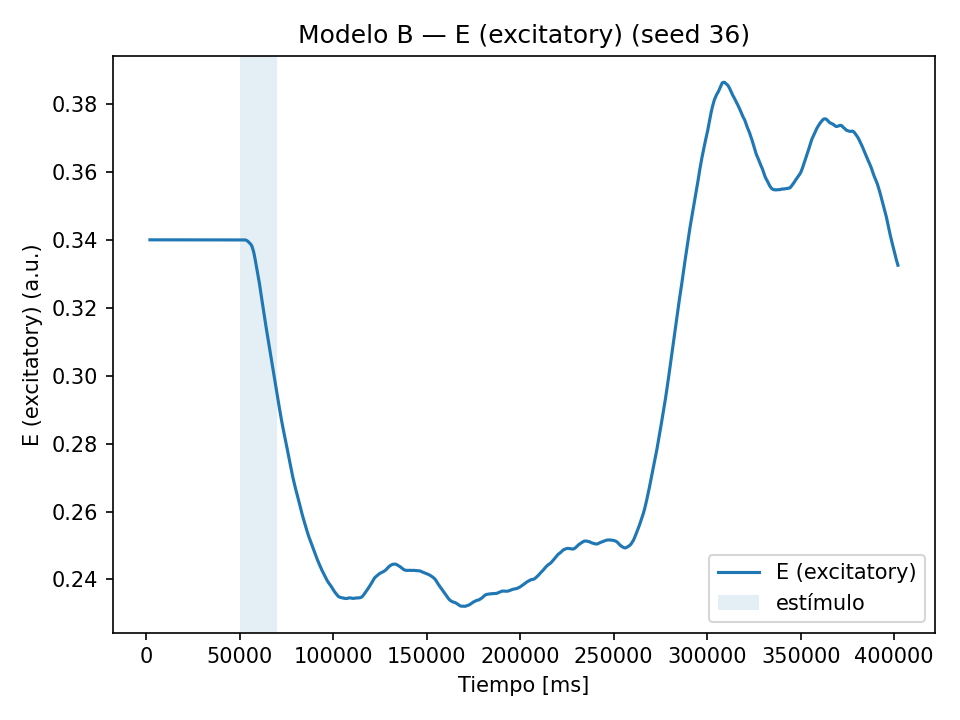 Modelo B — E (excitatory) (seed 36)
E (excitatory) (a.u.)
0.38
0.36
0.34
0.32
0.30
0.28
0.26
0.24
E (excitatory)
estímulo
0 50000 100000 150000 200000 250000 300000 350000 400000
Tiempo [ms]